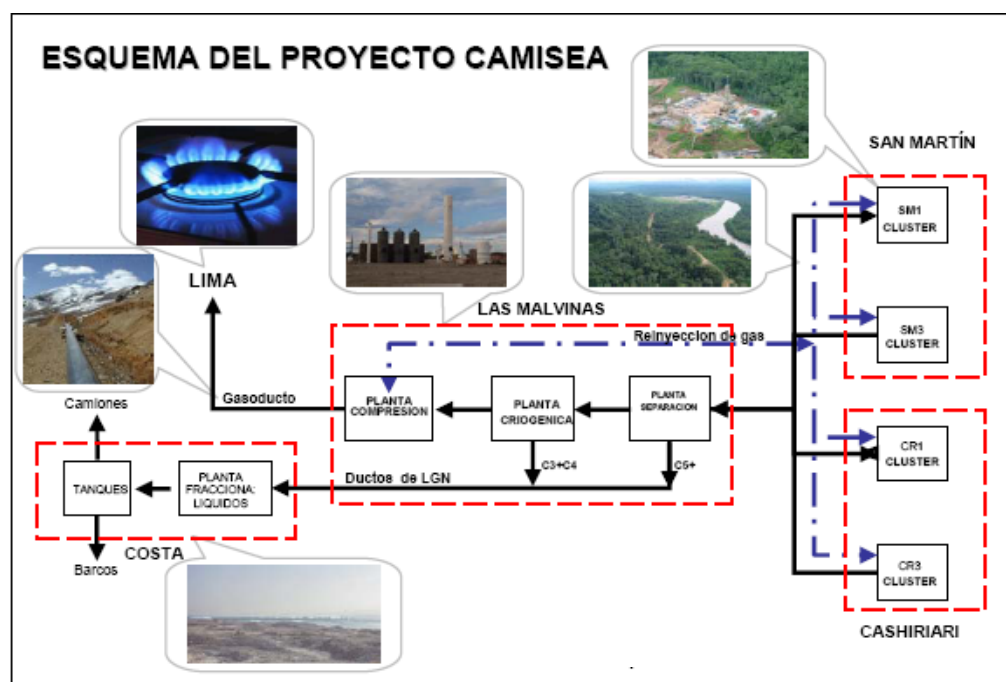 ESQUEMA DEL PROYECTO CAMISEA
SAN MARTÍN
SM1
CLUSTER
LIMA
LAS MALVINAS
SM3
CLUSTER
Reinyeccion de gas
Gasoducto
PLANTA
COMPRESION
PLANTA
CRIOGENICA
PLANTA
SEPARACION
Camiones
CR1
CLUSTER
C3+C4
C5+
Ductos de LGN
TANQUES
PLANTA
FRACCIONA:
LIQUIDOS
COSTA
Barcos
CR3
CLUSTER
CASHIRIARI